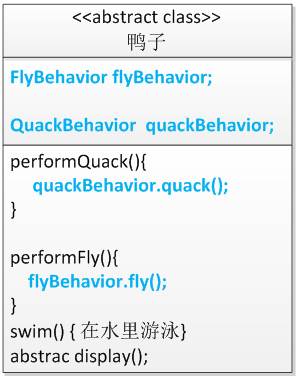 <<abstract class>>
鸭子
FlyBehavior flyBehavior;
QuackBehavior quackBehavior;
performQuack(){
quackBehavior.quack();
}
performFly(){
flyBehavior.fly();
}
swim() { 在水里游泳}
abstrac display();